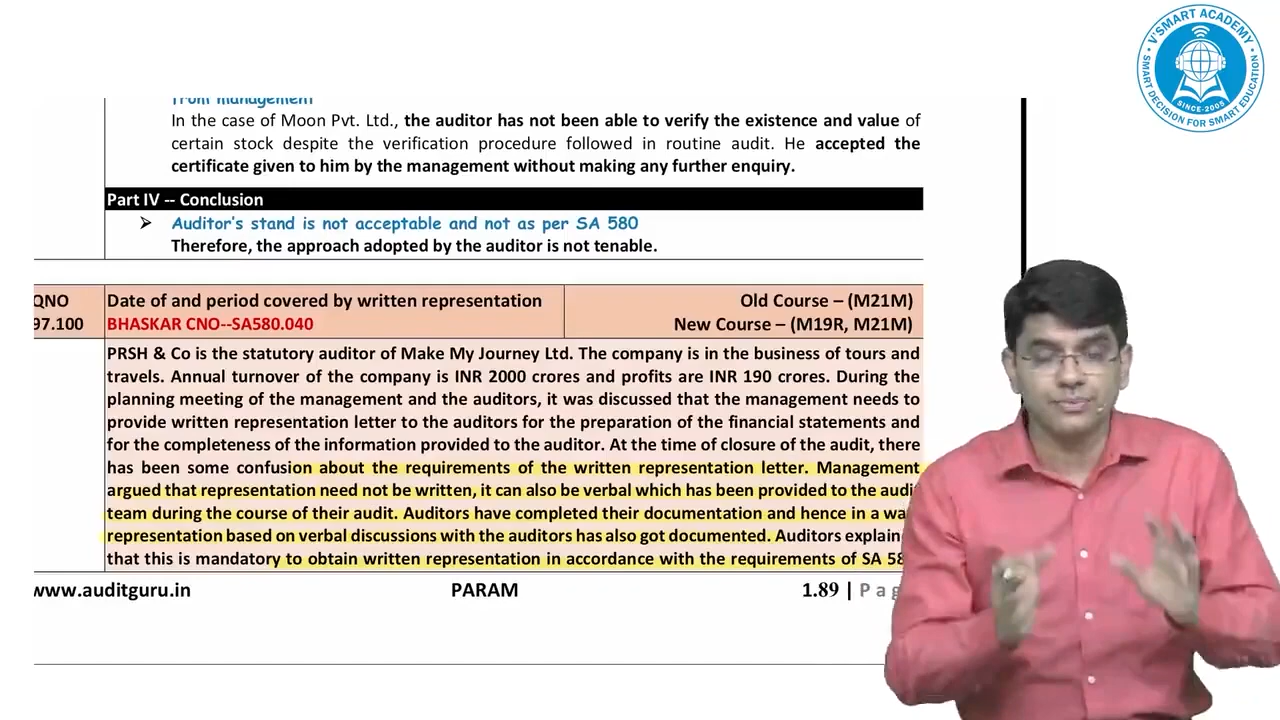 V'SMART ACADEMY
SMART DECISION FOR SMART EDUCATION
SINCE-2005
from management
In the case of Moon Pvt. Ltd., the auditor has not been able to verify the existence and value of
certain stock despite the verification procedure followed in routine audit. He accepted the
certificate given to him by the management without making any further enquiry.
Part IV -- Conclusion
➢ Auditor's stand is not acceptable and not as per SA 580
Therefore, the approach adopted by the auditor is not tenable.
QNO Date of and period covered by written representation Old Course – (M21M)
97.100 BHASKAR CNO--SA580.040 New Course – (M19R, M21M)
PRSH & Co is the statutory auditor of Make My Journey Ltd. The company is in the business of tours and
travels. Annual turnover of the company is INR 2000 crores and profits are INR 190 crores. During the
planning meeting of the management and the auditors, it was discussed that the management needs to
provide written representation letter to the auditors for the preparation of the financial statements and
for the completeness of the information provided to the auditor. At the time of closure of the audit, there
has been some confusion about the requirements of the written representation letter. Management
argued that representation need not be written, it can also be verbal which has been provided to the audi
team during the course of their audit. Auditors have completed their documentation and hence in a wa
representation based on verbal discussions with the auditors has also got documented. Auditors explain
that this is mandatory to obtain written representation in accordance with the requirements of SA 58
www.auditguru.in PARAM 1.89 | Pag